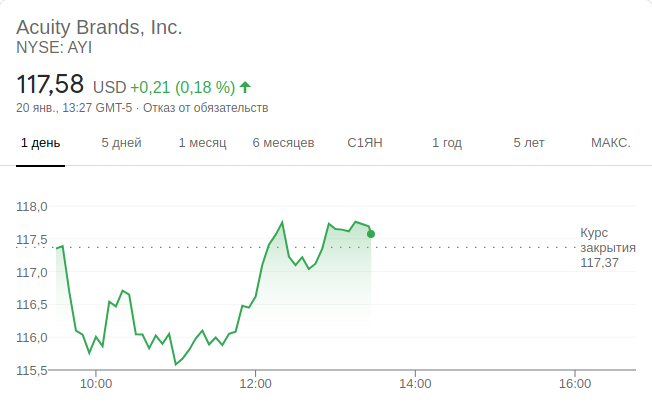 Acuity Brands, Inc.
NYSE: AYI
117,58 USD +0,21 (0,18 %)
20 янв., 13:27 GMT-5 · Отказ от обязательств
1 день 5 дней 1 месяц 6 месяцев С1ЯН 1 год 5 лет МАКС.
118,0
Курс
117,5
закрытия
117,37
117,0
116,5
116,0
115,5
10:00 12:00 14:00 16:00